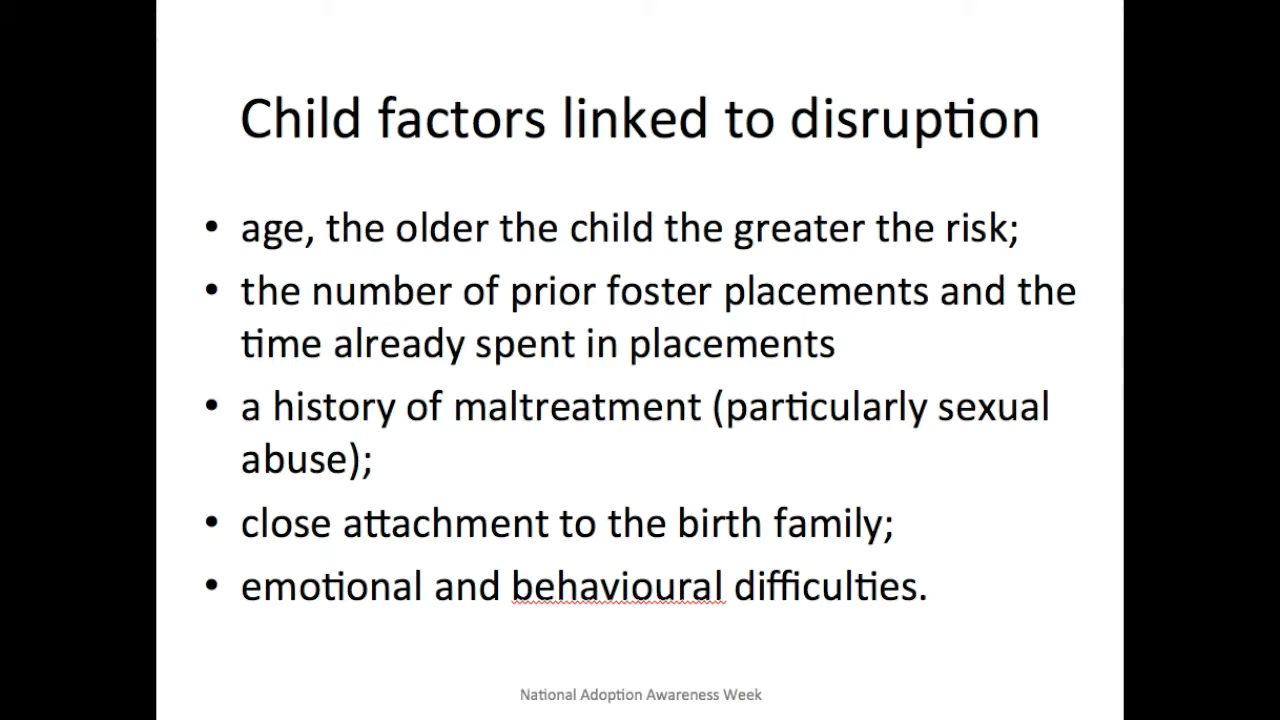 Child factors linked to disruption
• age, the older the child the greater the risk;
• the number of prior foster placements and the
time already spent in placements
• a history of maltreatment (particularly sexual
abuse);
• close attachment to the birth family;
• emotional and behavioural difficulties.
National Adoption Awareness Week